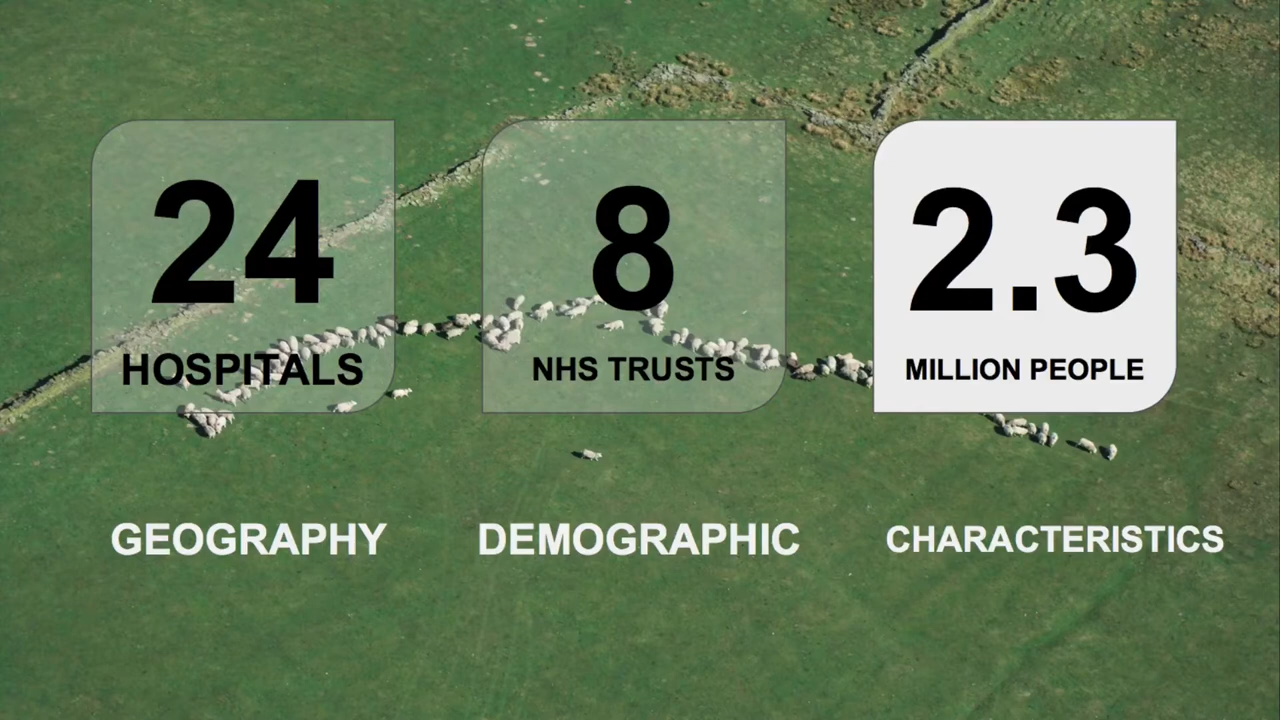 24
HOSPITALS
8
NHS TRUSTS
2.3
MILLION PEOPLE
GEOGRAPHY
DEMOGRAPHIC
CHARACTERISTICS